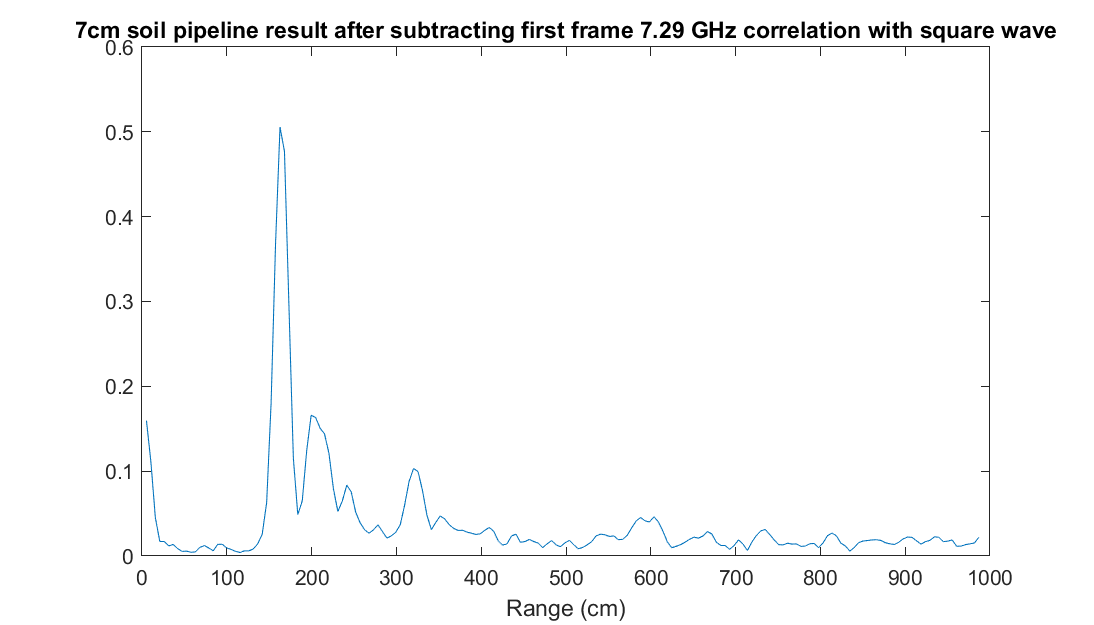 7cm soil pipeline result after subtracting first frame 7.29 GHz correlation with square wave
0.6
0.5
0.4
0.3
0.2
0.1
0
0 100 200 300 400 500 600 700 800 900 1000
Range (cm)